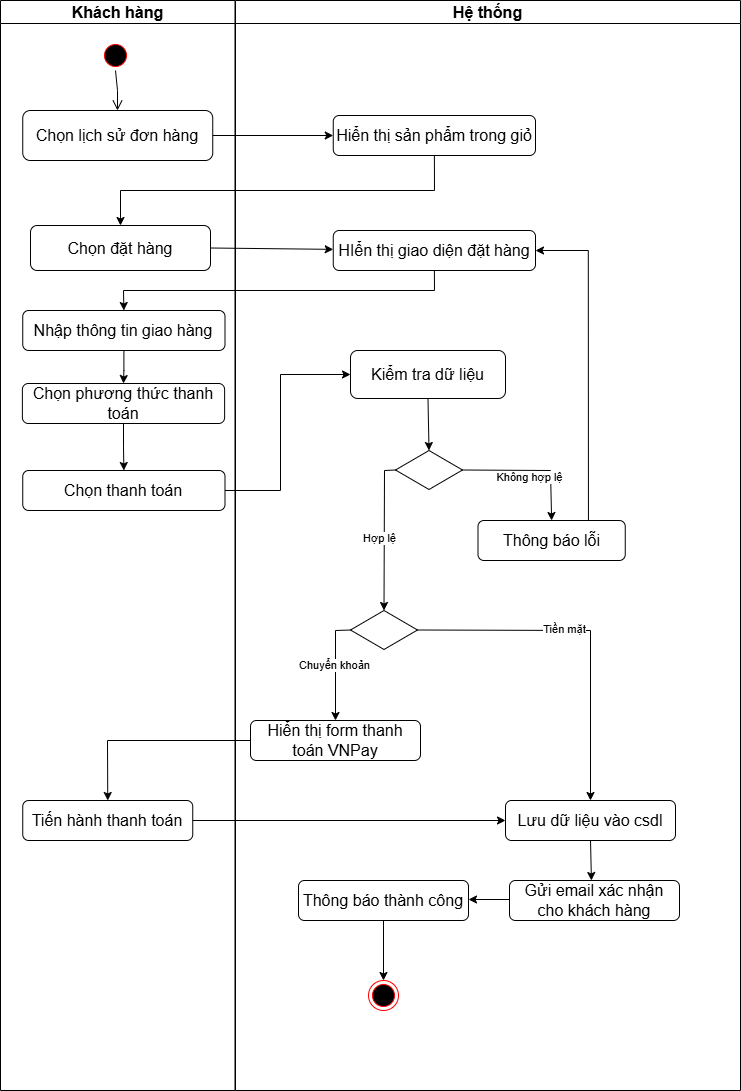 Khách hàng
Hệ thống
Chọn lịch sử đơn hàng
Hiển thị sản phẩm trong giỏ
Chọn đặt hàng
HIển thị giao diện đặt hàng
Nhập thông tin giao hàng
Kiểm tra dữ liệu
Chọn phương thức thanh
toán
Chọn thanh toán
Không hợp lệ
Thông báo lỗi
Hợp lệ
Tiền mặt
Chuyển khoản
Hiển thị form thanh
toán VNPay
Tiến hành thanh toán
Lưu dữ liệu vào csdl
Gửi email xác nhận
cho khách hàng
Thông báo thành công